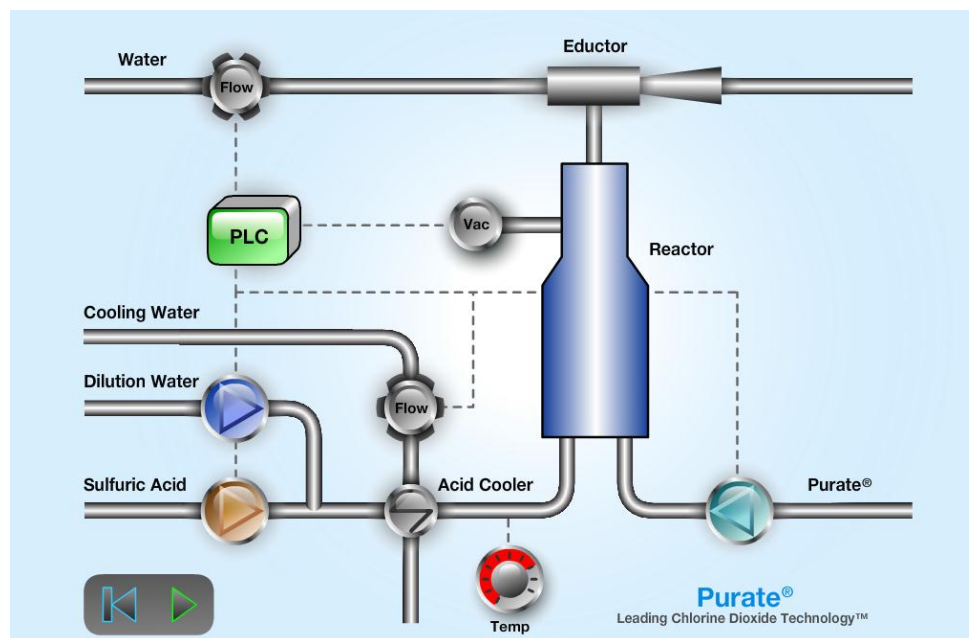 Eductor
Water
Flow
PLC
Vac
Reactor
Cooling Water
Dilution Water
Flow
Sulfuric Acid
Acid Cooler
Purate®
Temp
Purate®
Leading Chlorine Dioxide Technology™